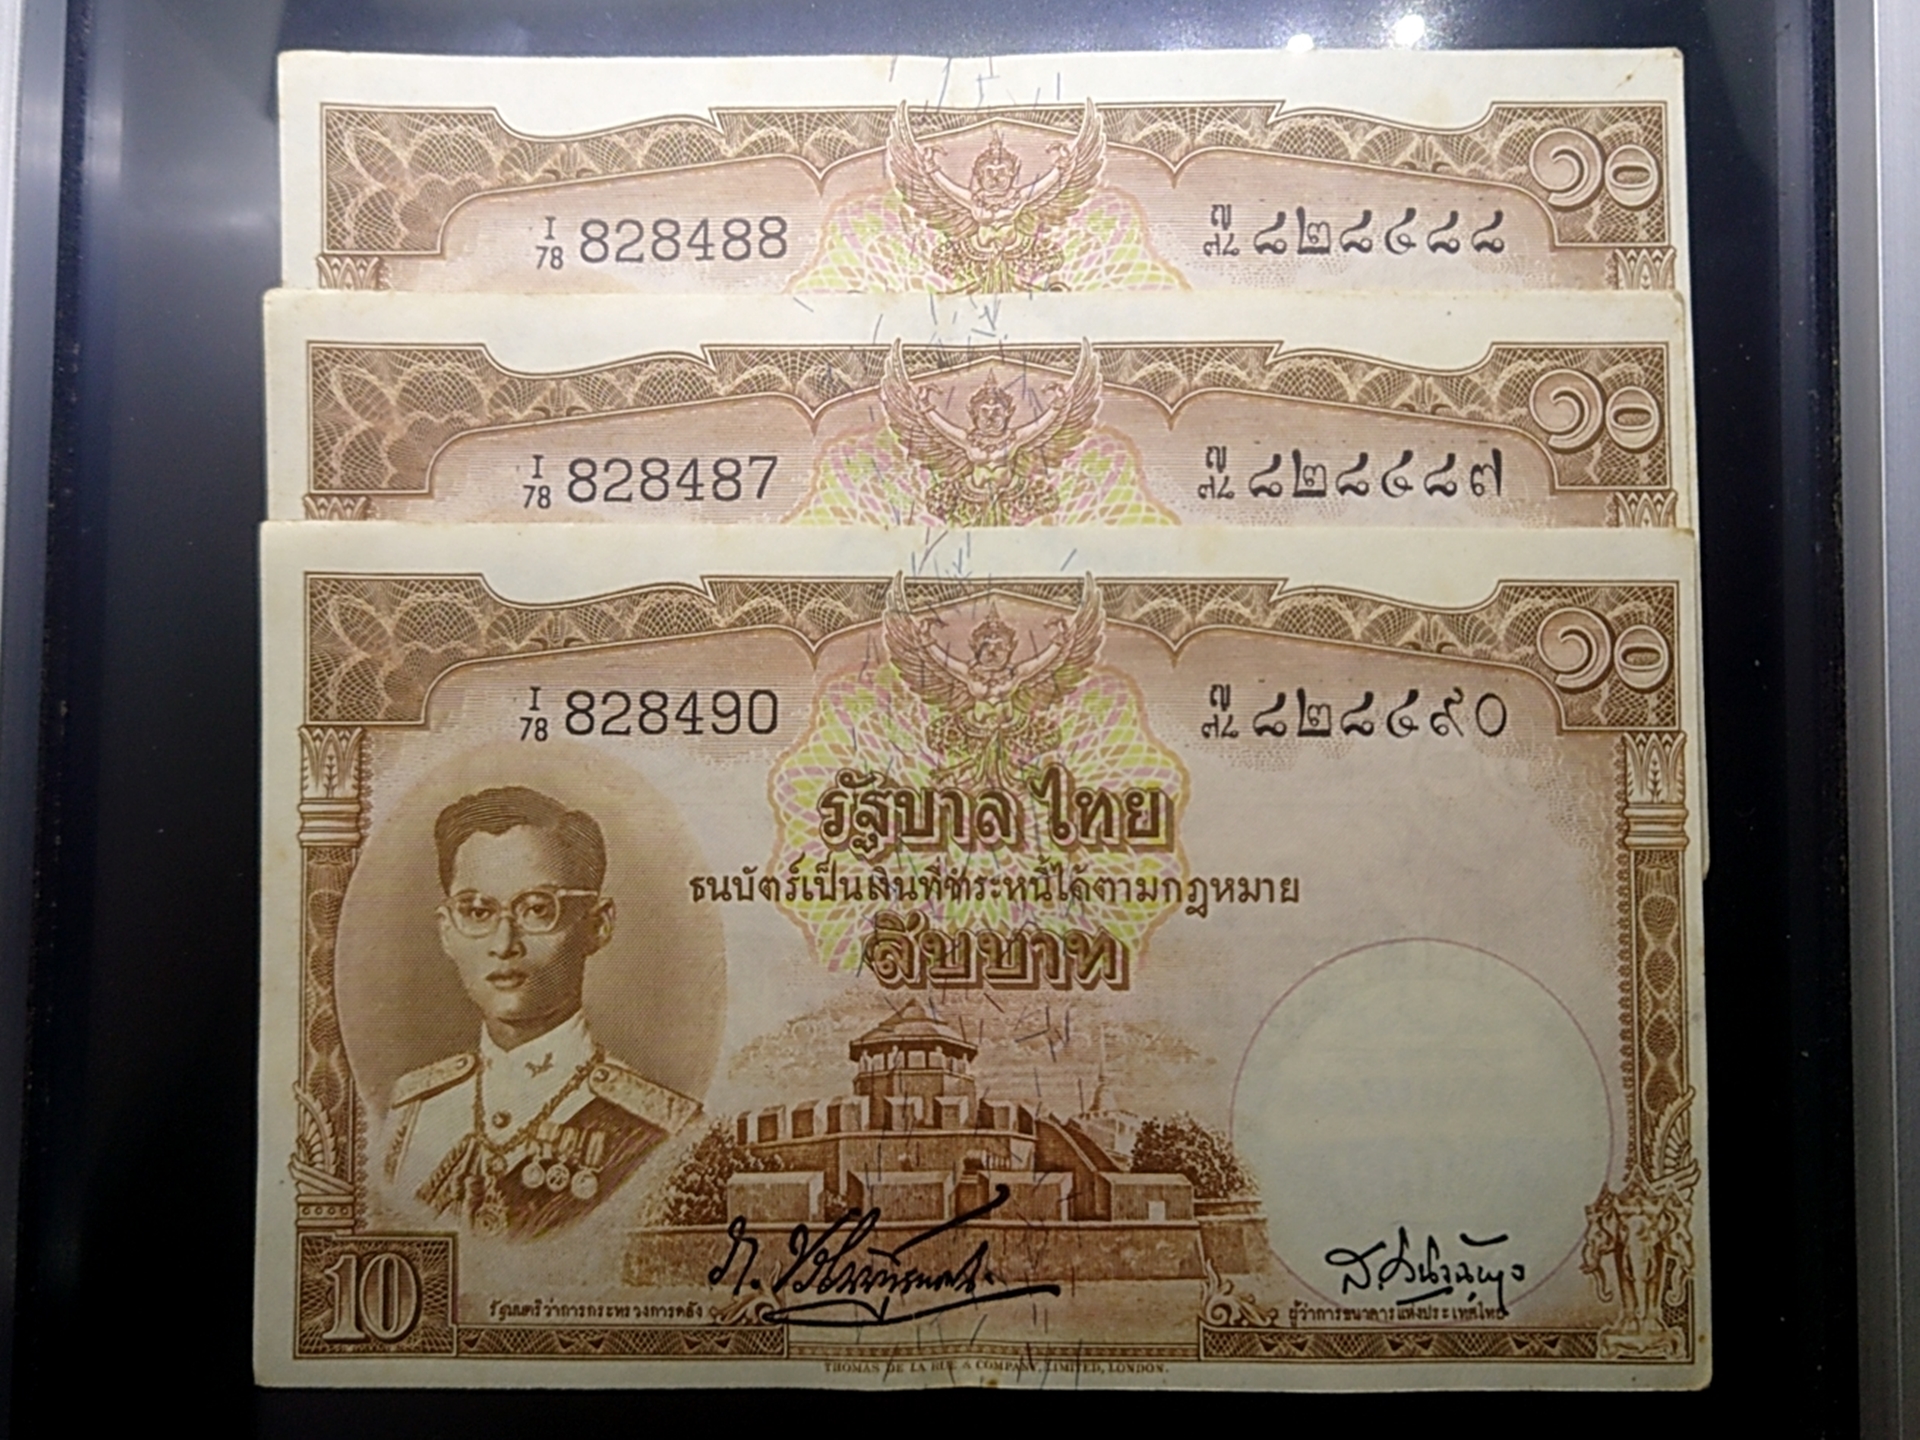 ๑๐
I/78 828488 ญ/๗๘ ๘๒๘๔๘๘
๑๐
I/78 828487 ญ/๗๘ ๘๒๘๔๘๗
๑๐
I/78 828490 ญ/๗๘ ๘๒๘๔๙๐
รัฐบาลไทย
ธนบัตร์เป็นเงินที่ชำระหนี้ได้ตามกฎหมาย
สิบบาท
10 รัฐมนตรีว่าการกระทรวงการคลัง ผู้ว่าการธนาคารแห่งประเทศไทย
THOMAS DE LA RUE & COMPANY, LIMITED, LONDON.